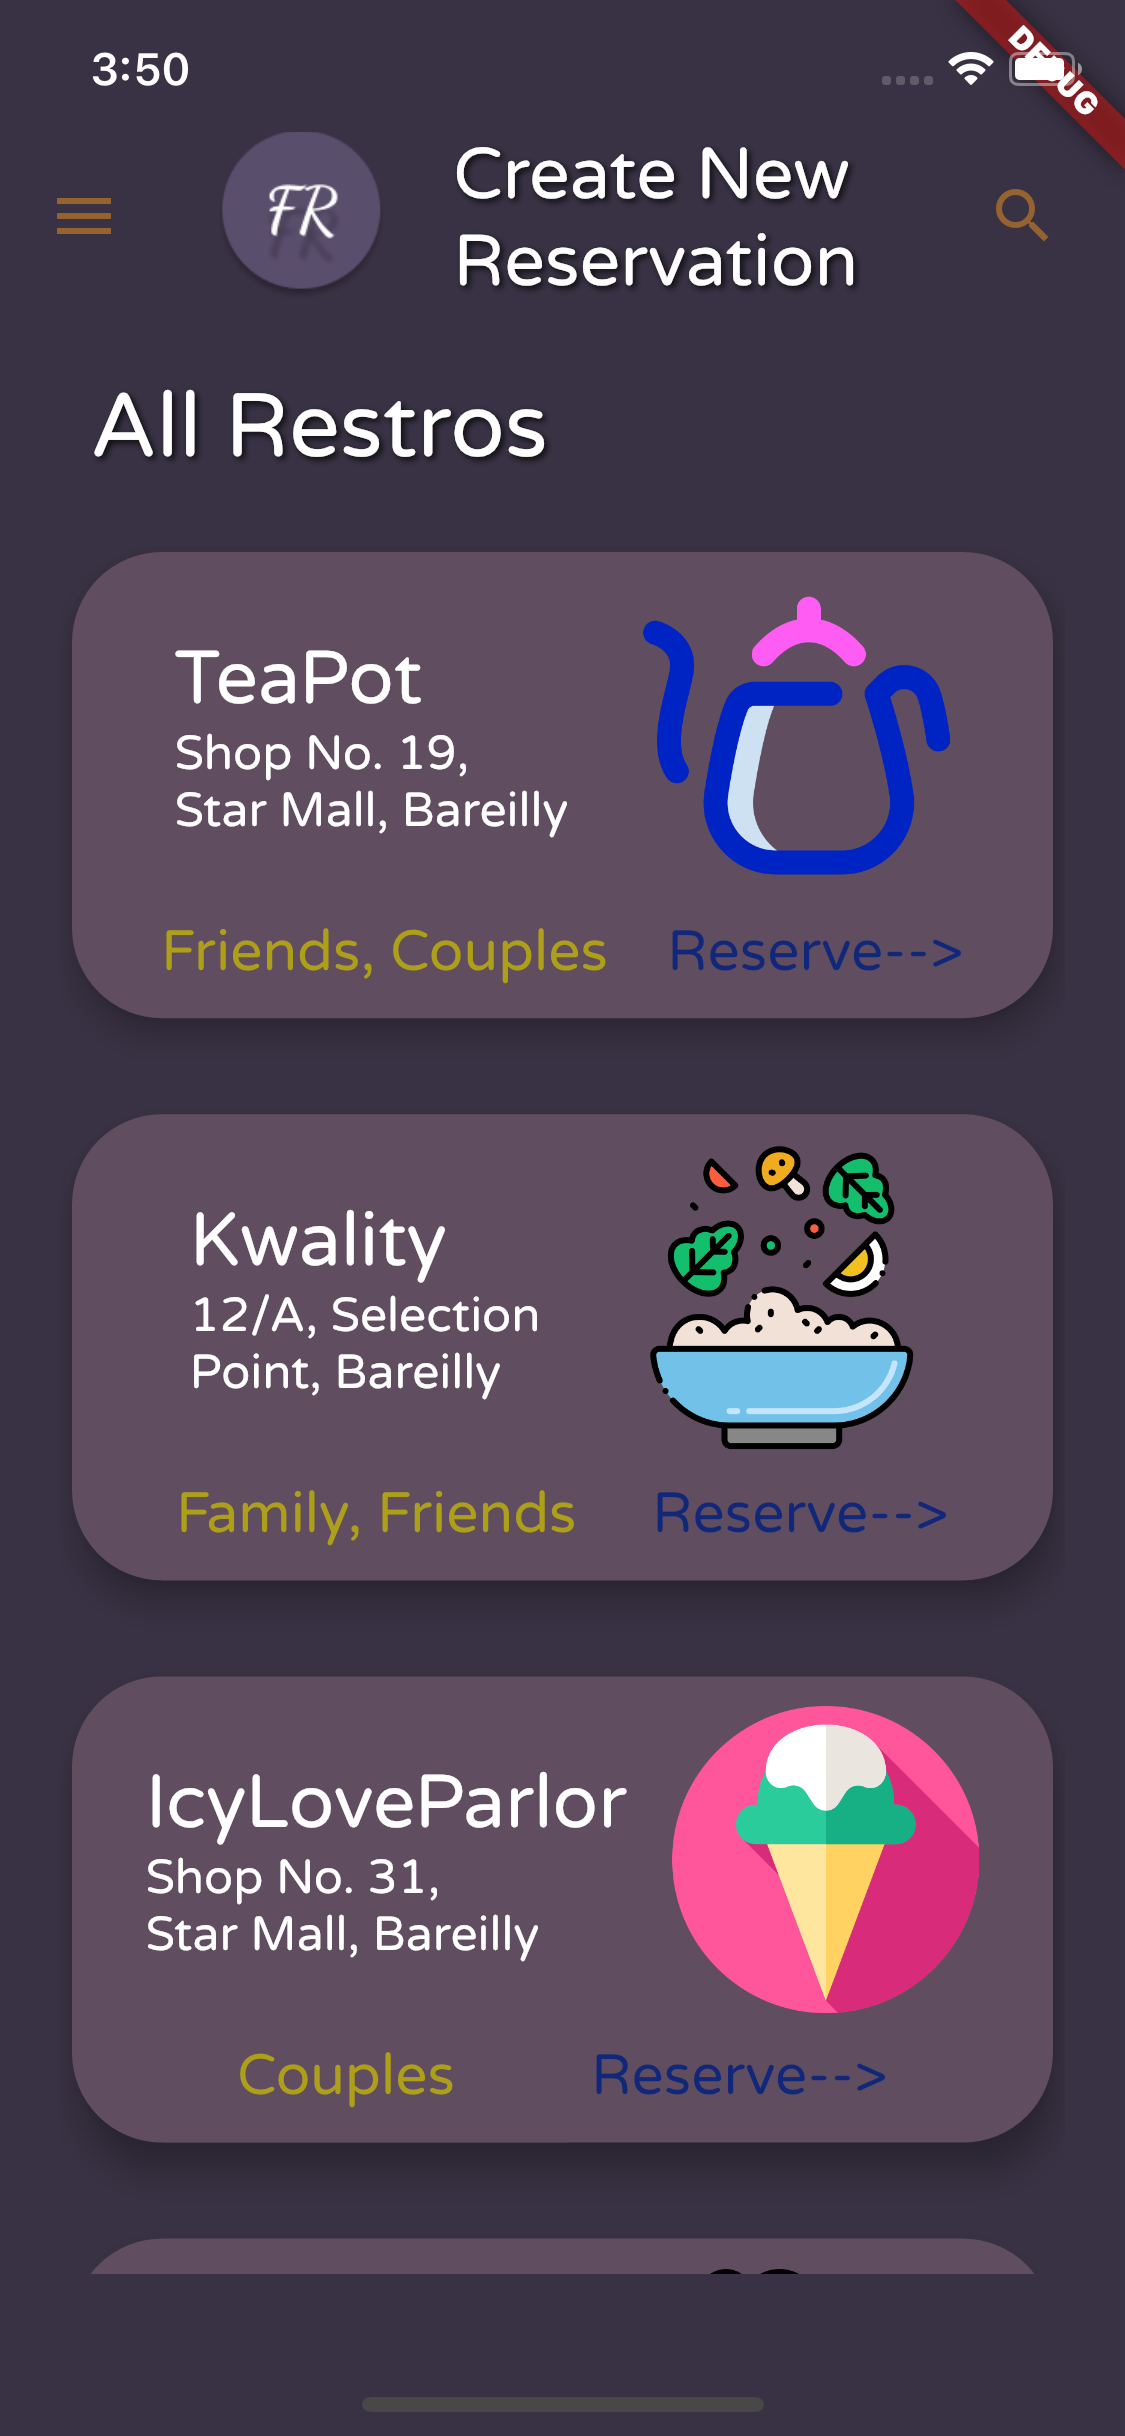 3:50
DEBUG
FR
Create New
Reservation
All Restros
TeaPot
Shop No. 19,
Star Mall, Bareilly
Friends, Couples
Reserve-->
Kwality
12/A, Selection
Point, Bareilly
Family, Friends
Reserve-->
IcyLoveParlor
Shop No. 31,
Star Mall, Bareilly
Couples
Reserve-->